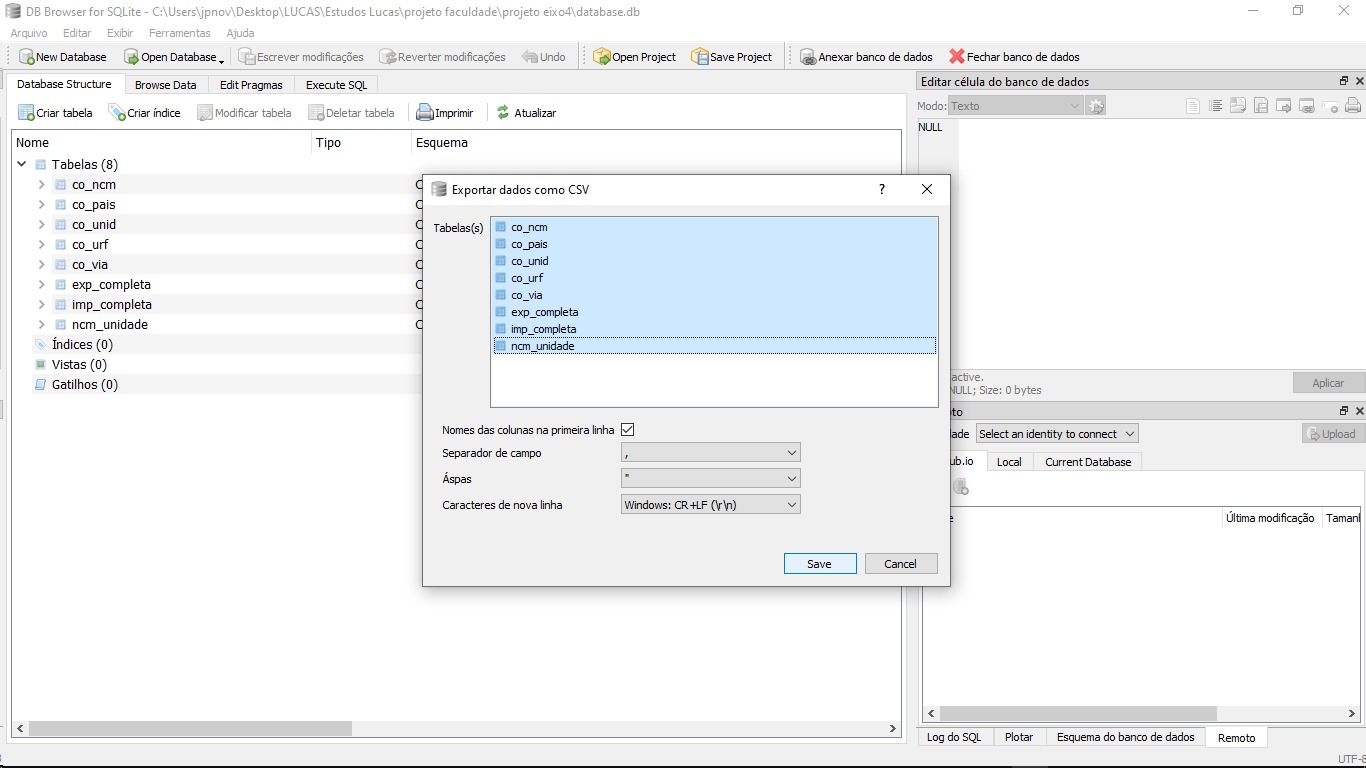 DB Browser for SQLite - C:\Users\jpnov\Desktop\LUCAS\Estudos Lucas\projeto faculdade\projeto eixo4\database.db
Arquivo Editar Exibir Ferramentas Ajuda
New Database Open Database Escrever modificações Reverter modificações Undo Open Project Save Project Anexar banco de dados Fechar banco de dados
Database Structure Browse Data Edit Pragmas Execute SQL
Criar tabela Criar índice Modificar tabela Deletar tabela Imprimir Atualizar
Nome Tipo Esquema
Tabelas (8)
co_ncm
co_pais
co_unid
co_urf
co_via
exp_completa
imp_completa
ncm_unidade
Índices (0)
Vistas (0)
Gatilhos (0)
Exportar dados como CSV ?
Tabelas(s)
co_ncm
co_pais
co_unid
co_urf
co_via
exp_completa
imp_completa
ncm_unidade
Nomes das colunas na primeira linha
Separador de campo ,
Áspas "
Caracteres de nova linha Windows: CR+LF (\r\n)
Save Cancel
Editar célula do banco de dados
Modo: Texto
NULL
active.
NULL; Size: 0 bytes
Aplicar
oto
dade Select an identity to connect Upload
ub.io Local Current Database
Última modificação Tamanl
Log do SQL Plotar Esquema do banco de dados Remoto
UTF-8